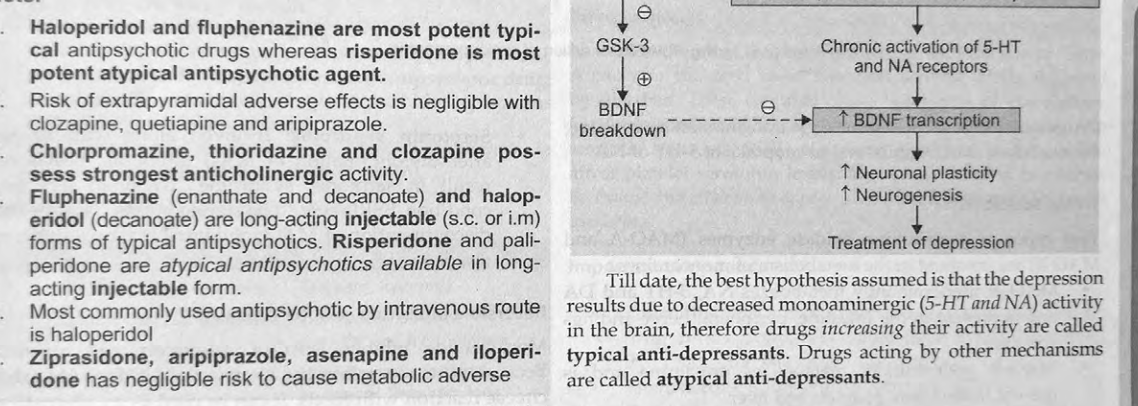 Haloperidol and fluphenazine are most potent typi-
cal antipsychotic drugs whereas risperidone is most
potent atypical antipsychotic agent.
Risk of extrapyramidal adverse effects is negligible with
clozapine, quetiapine and aripiprazole.
Chlorpromazine, thioridazine and clozapine pos-
sess strongest anticholinergic activity.
Fluphenazine (enanthate and decanoate) and halop-
eridol (decanoate) are long-acting injectable (s.c. or i.m)
forms of typical antipsychotics. Risperidone and pali-
peridone are atypical antipsychotics available in long-
acting injectable form.
Most commonly used antipsychotic by intravenous route
is haloperidol
Ziprasidone, aripiprazole, asenapine and iloperi-
done has negligible risk to cause metabolic adverse
⊖
GSK-3
⊕
BDNF
breakdown
⊖
Chronic activation of 5-HT
and NA receptors
↑ BDNF transcription
↑ Neuronal plasticity
↑ Neurogenesis
Treatment of depression
Till date, the best hypothesis assumed is that the depression
results due to decreased monoaminergic (5-HT and NA) activity
in the brain, therefore drugs increasing their activity are called
typical anti-depressants. Drugs acting by other mechanisms
are called atypical anti-depressants.